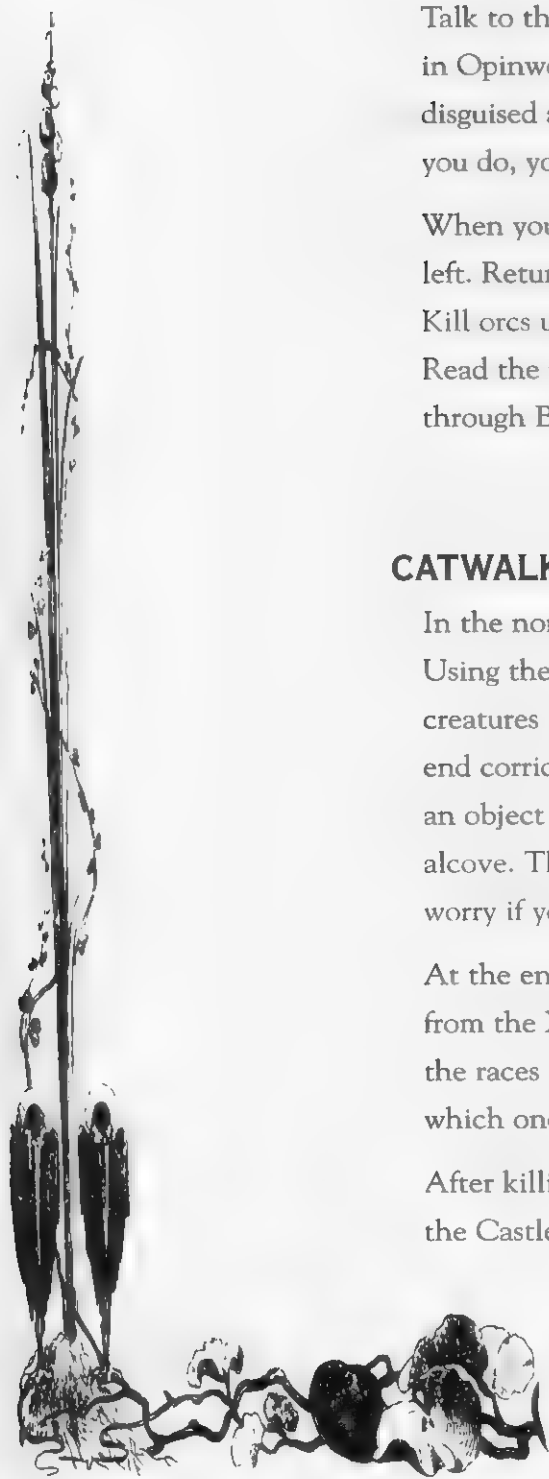 Talk to th
in Opinw
disguised
you do, yo
When you
left. Retur
Kill orcs u
Read the
through B
CATWALK
In the nor
Using the
creatures
end corric
an object
alcove. Th
worry if yo
At the en
from the
the races
which one
After killi
the Castle